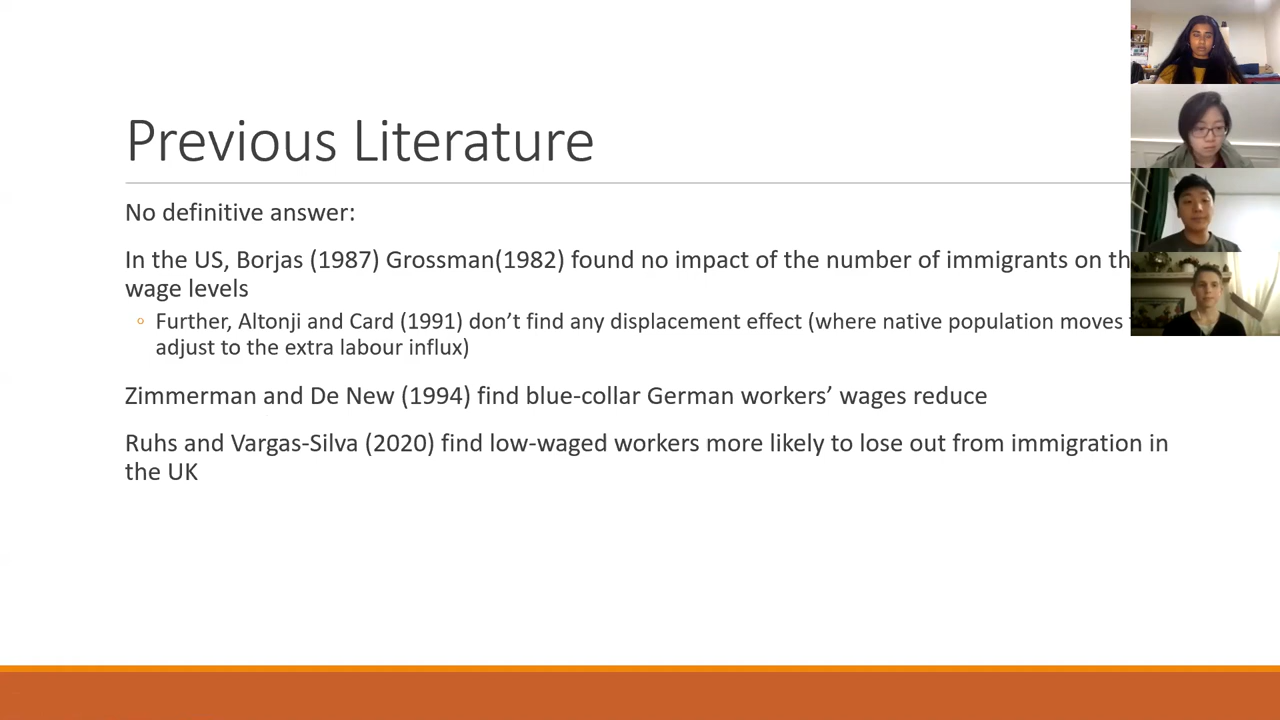 Previous Literature
No definitive answer:
In the US, Borjas (1987) Grossman(1982) found no impact of the number of immigrants on
wage levels
Further, Altonji and Card (1991) don’t find any displacement effect (where native population moves
adjust to the extra labour influx)
Zimmerman and De New (1994) find blue-collar German workers’ wages reduce
Ruhs and Vargas-Silva (2020) find low-waged workers more likely to lose out from immigration in
the UK